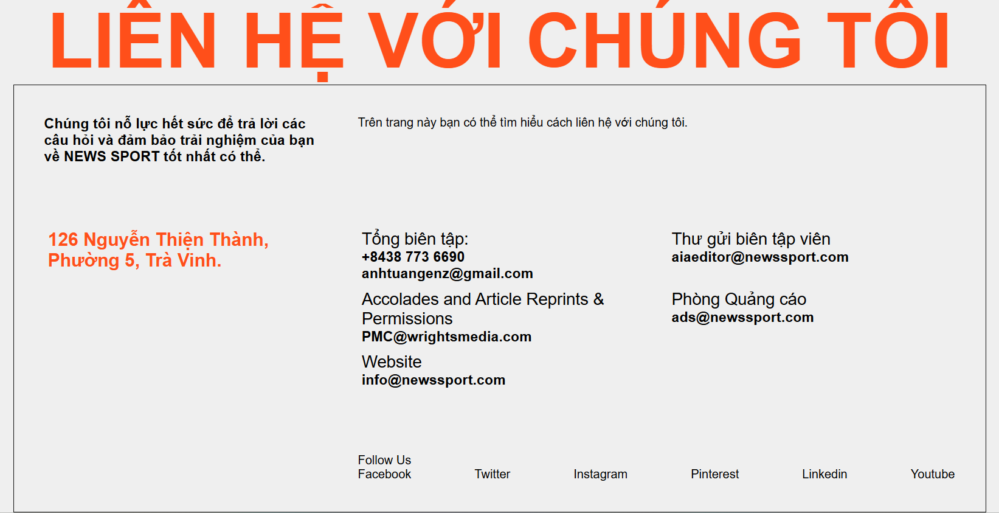 LIÊN HỆ VỚI CHÚNG TÔI
Chúng tôi nỗ lực hết sức để trả lời các
câu hỏi và đảm bảo trải nghiệm của bạn
về NEWS SPORT tốt nhất có thể.
Trên trang này bạn có thể tìm hiểu cách liên hệ với chúng tôi.
126 Nguyễn Thiện Thành,
Phường 5, Trà Vinh.
Tổng biên tập:
+8438 773 6690
anhtuangenz@gmail.com
Thư gửi biên tập viên
aiaeditor@newssport.com
Accolades and Article Reprints &
Permissions
PMC@wrightsmedia.com
Phòng Quảng cáo
ads@newssport.com
Website
info@newssport.com
Follow Us
Facebook Twitter Instagram Pinterest Linkedin Youtube